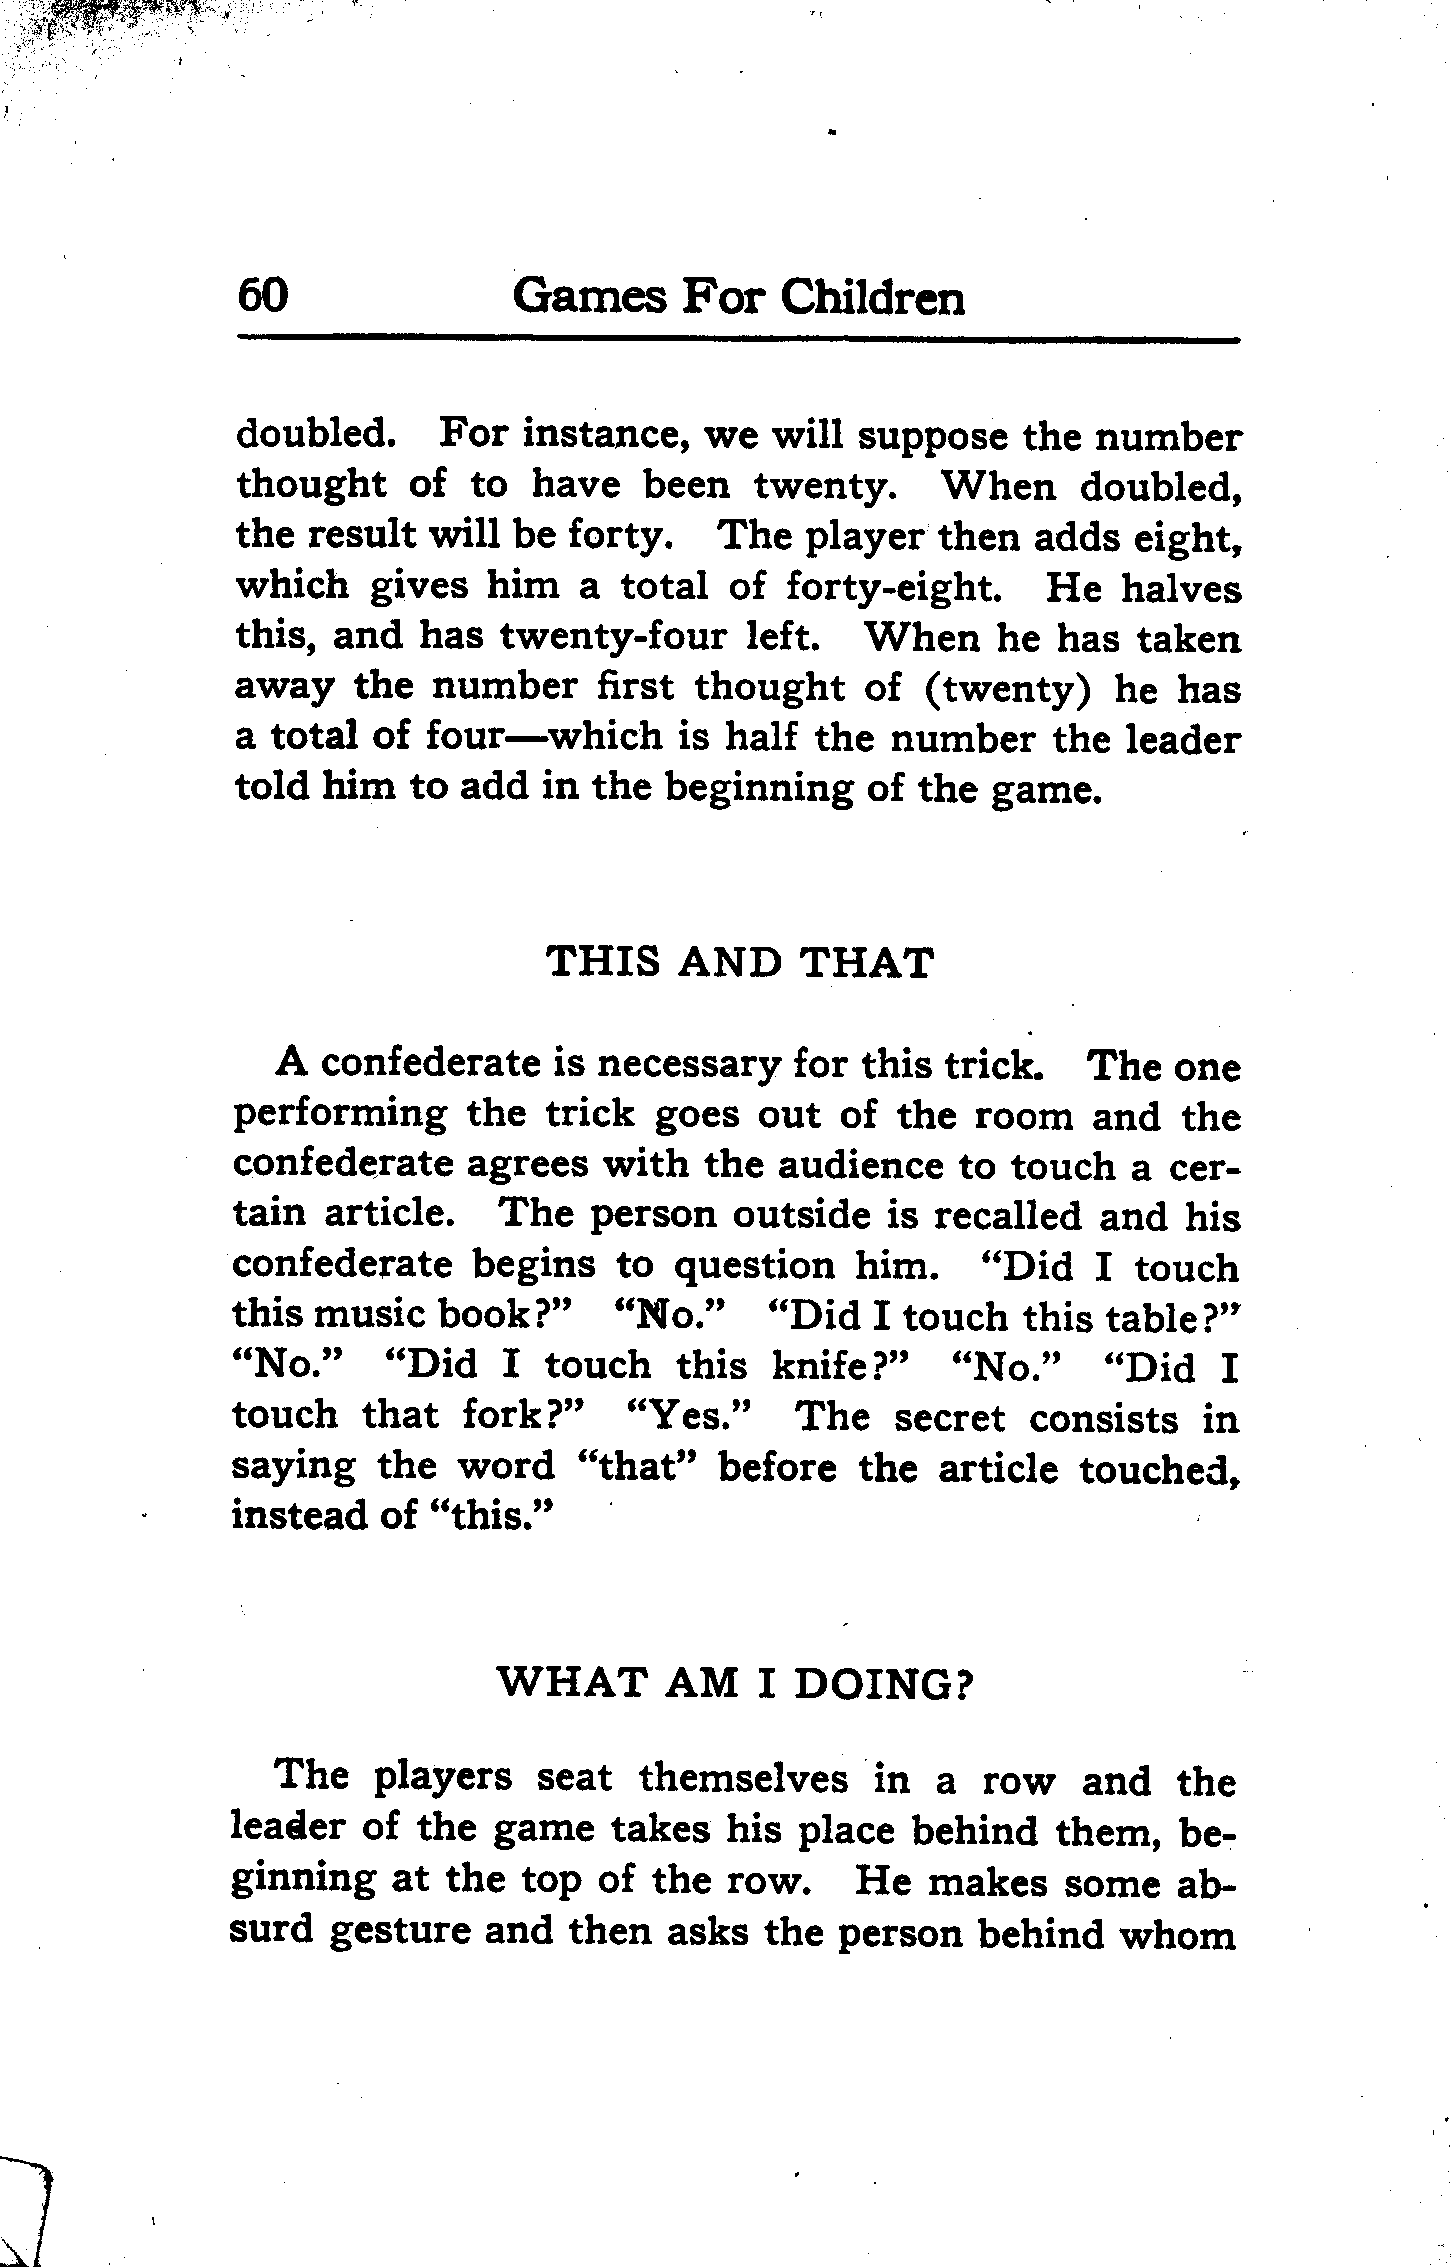 60 Games For Children
doubled. For instance, we will suppose the number
thought of to have been twenty. When doubled,
the result will be forty. The player then adds eight,
which gives him a total of forty-eight. He halves
this, and has twenty-four left. When he has taken
away the number first thought of (twenty) he has
a total of four—which is half the number the leader
told him to add in the beginning of the game.
THIS AND THAT
A confederate is necessary for this trick. The one
performing the trick goes out of the room and the
confederate agrees with the audience to touch a cer-
tain article. The person outside is recalled and his
confederate begins to question him. “Did I touch
this music book?” “No.” “Did I touch this table?”
“No.” “Did I touch this knife?” “No.” “Did I
touch that fork?” “Yes.” The secret consists in
saying the word “that” before the article touched,
instead of “this.”
WHAT AM I DOING?
The players seat themselves in a row and the
leader of the game takes his place behind them, be-
ginning at the top of the row. He makes some ab-
surd gesture and then asks the person behind whom